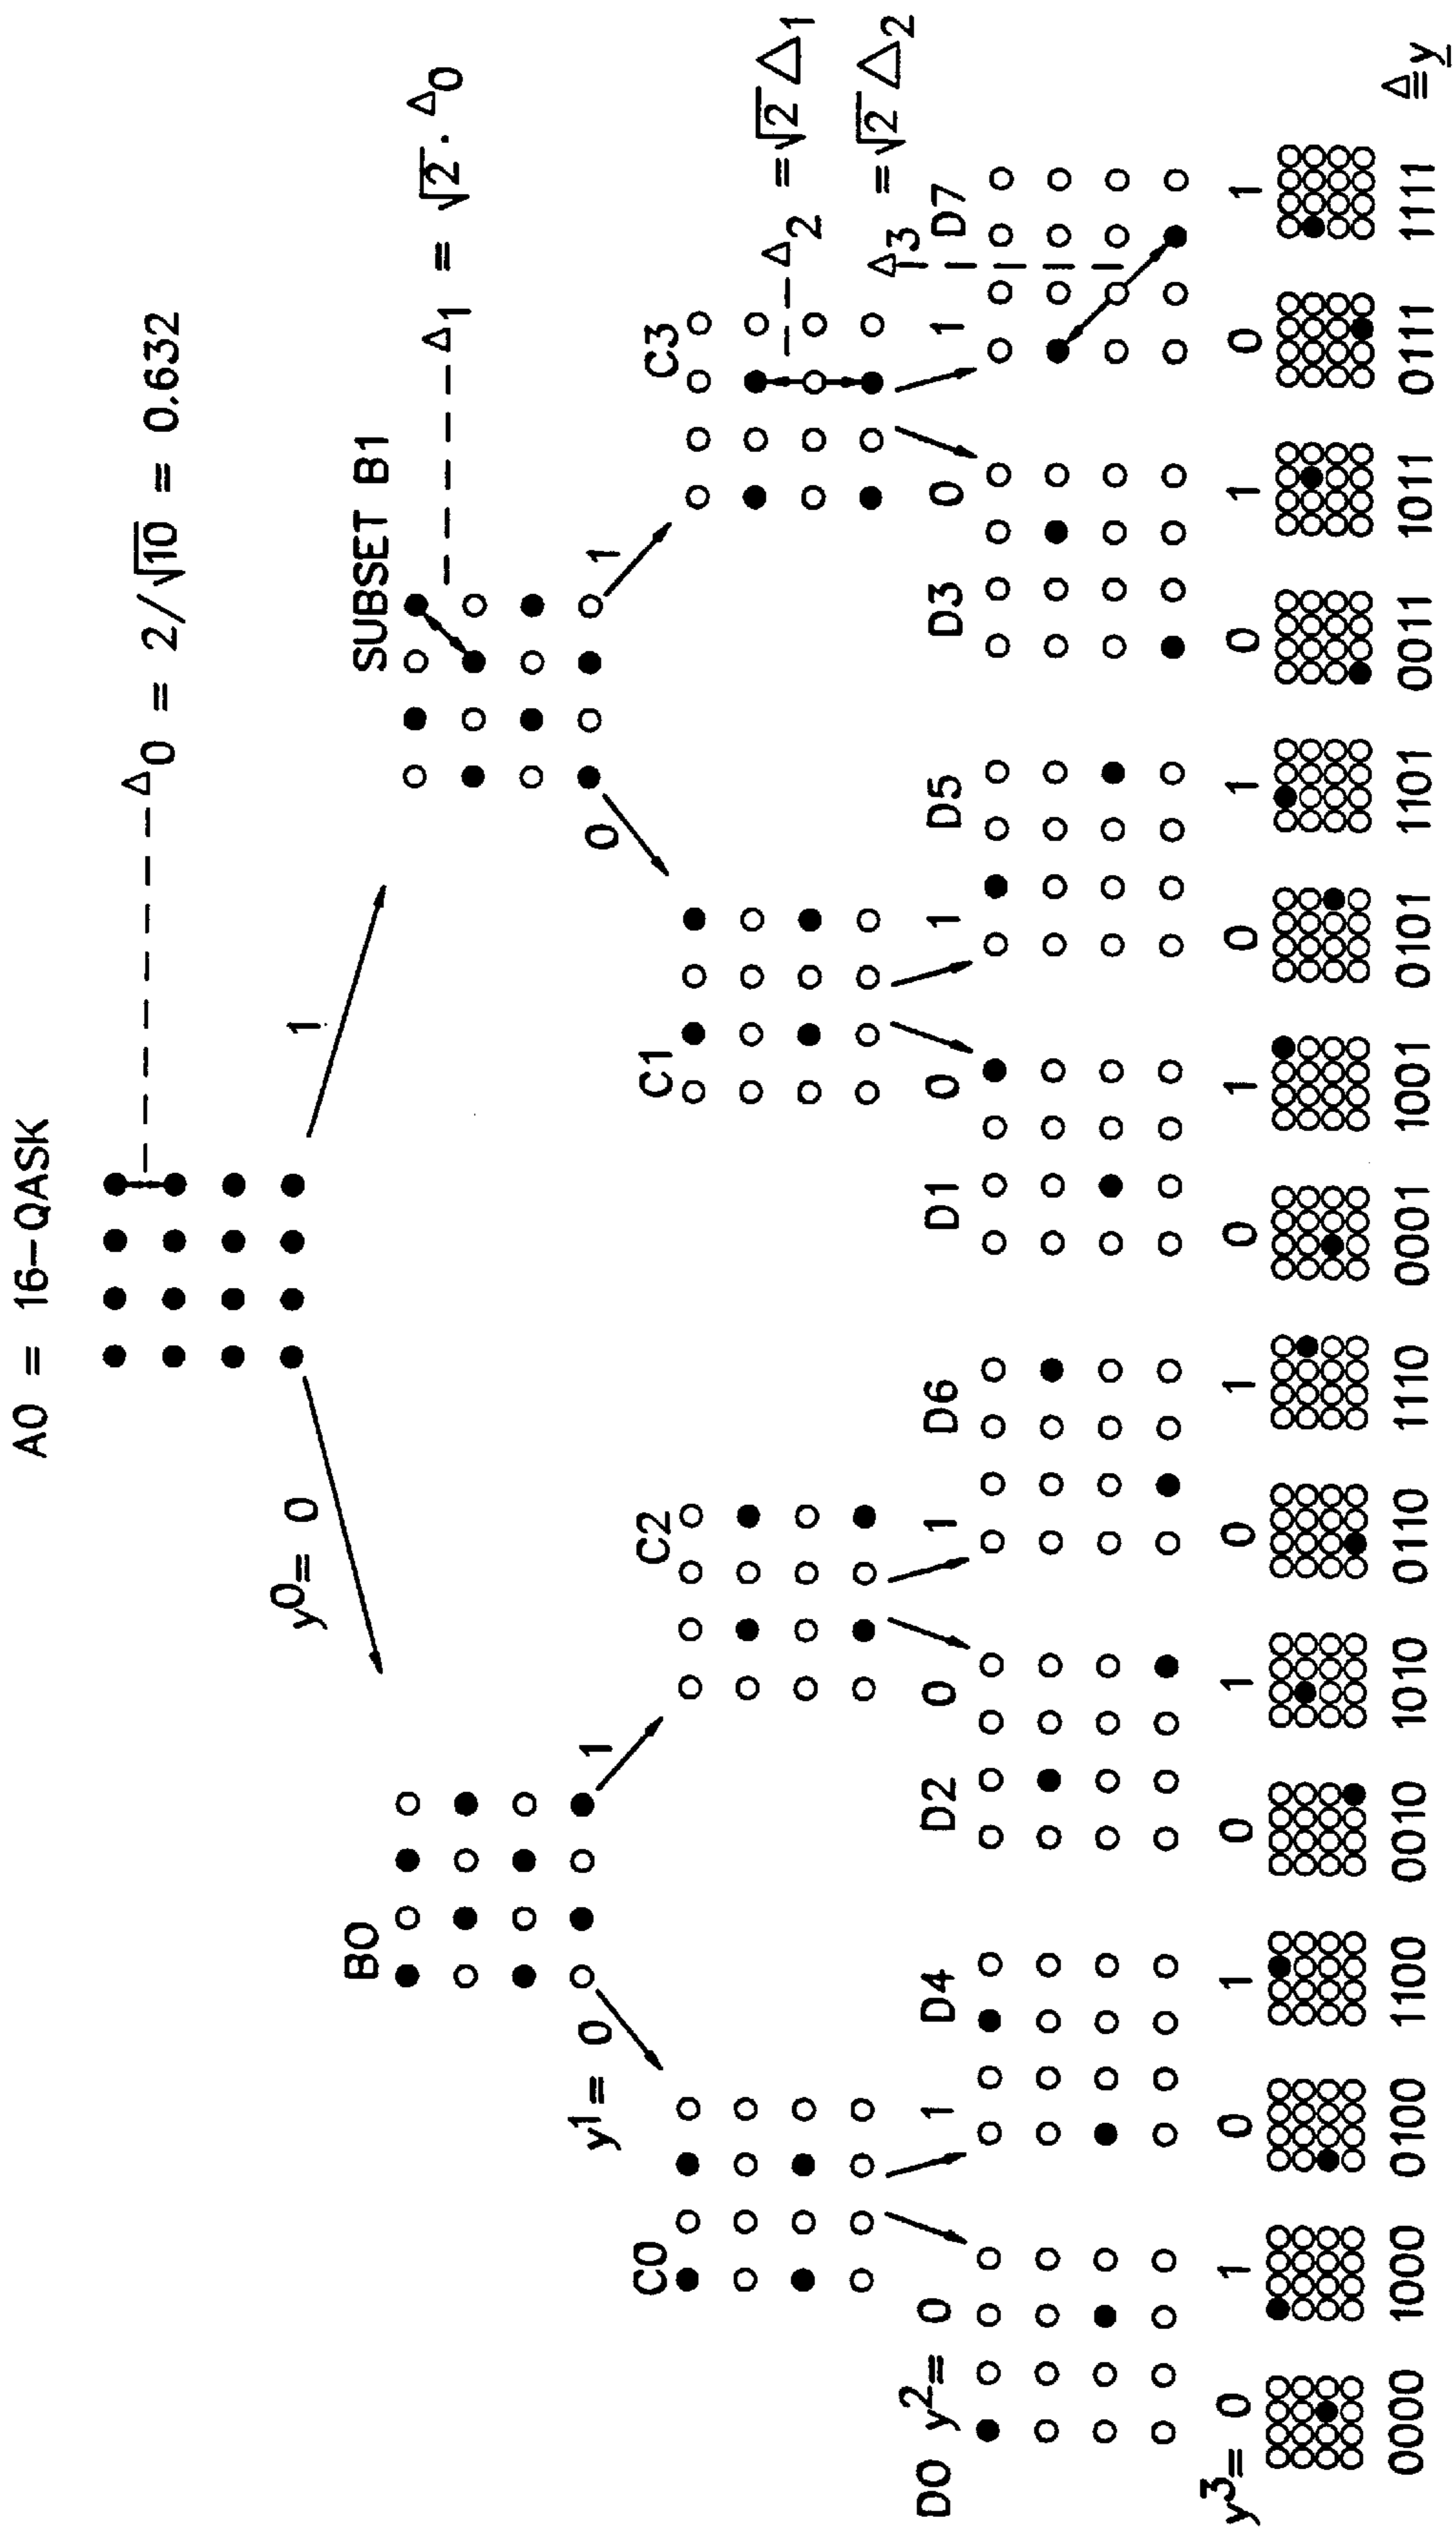 A0 = 16-QASK
Δ0 = 2/√10 = 0.632
y0= 0
1
B0
SUBSET B1
Δ1 = √2 · Δ0
y1= 0
1
0
1
C0
C2
C1
C3
Δ2 = √2 Δ1
Δ3 = √2 Δ2
D0 y2= 0
1 D4
D2 0
1 D6
D1 0
1 D5
D3 0
1 D7
y3= 0 1 0 1 0 1 0 1 0 1 0 1 0 1 0 1
0000 1000 0100 1100 0010 1010 0110 1110 0001 1001 0101 1101 0011 1011 0111 1111 ≙y